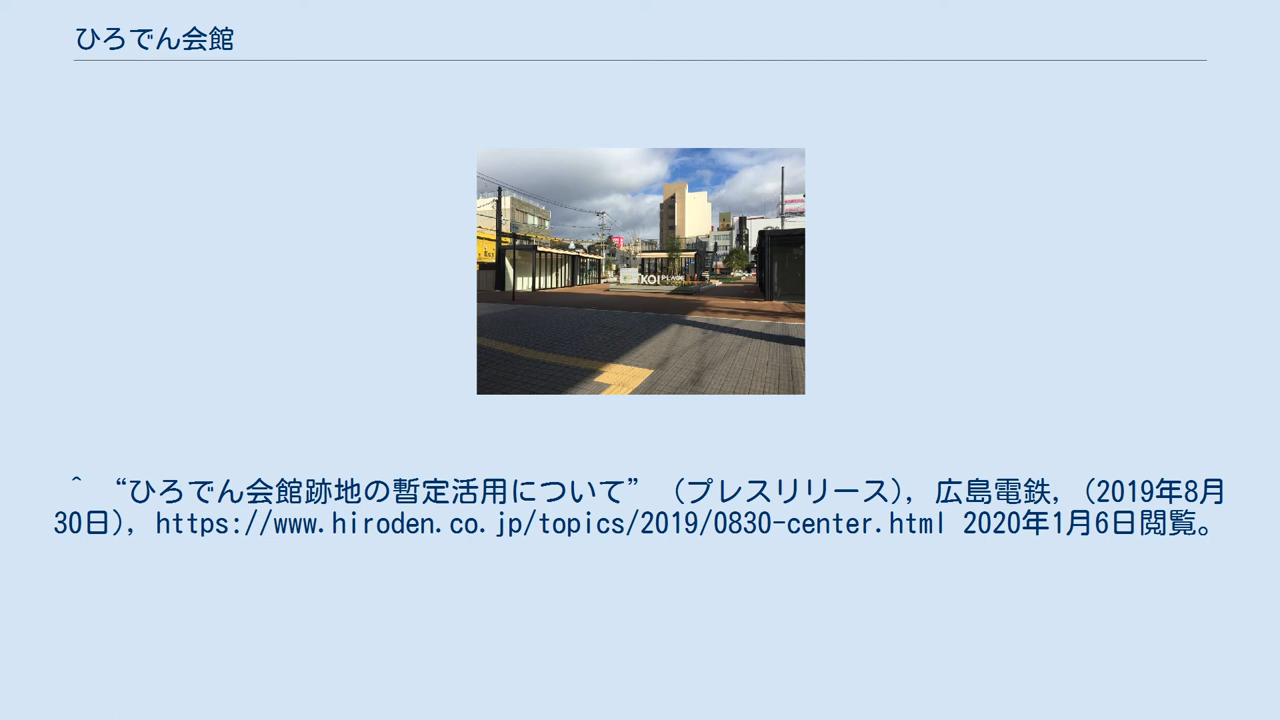 ひろでん会館
KOI PLACE
^ “ひろでん会館跡地の暫定活用について” (プレスリリース), 広島電鉄, (2019年8月
30日), https://www.hiroden.co.jp/topics/2019/0830-center.html 2020年1月6日閲覧。